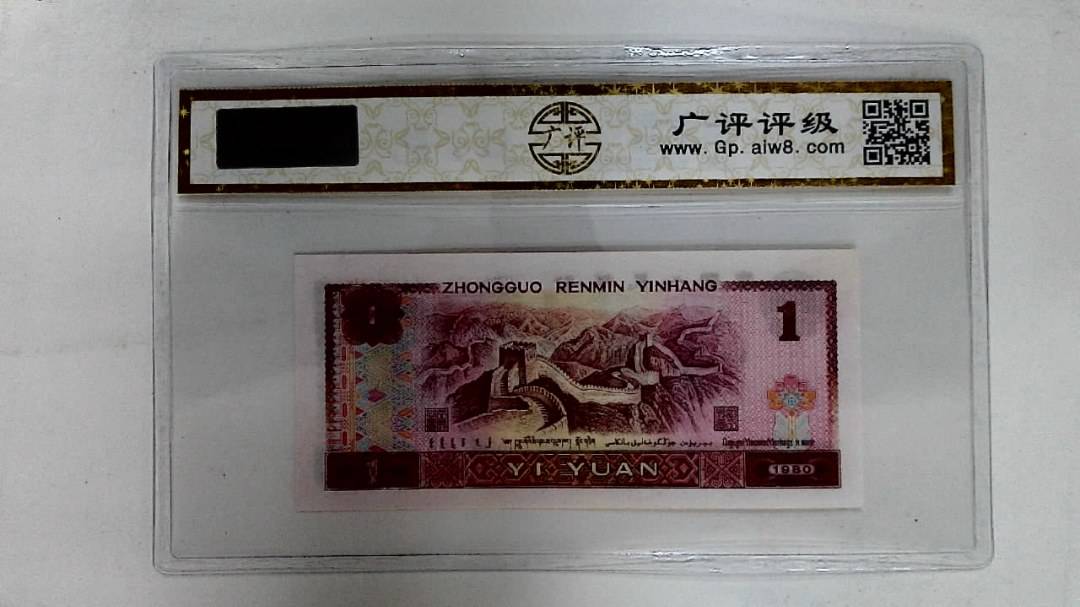 广评
广评评级
www.Gp.aiw8.com
ZHONGGUO RENMIN YINHANG
1
YI YUAN
1980